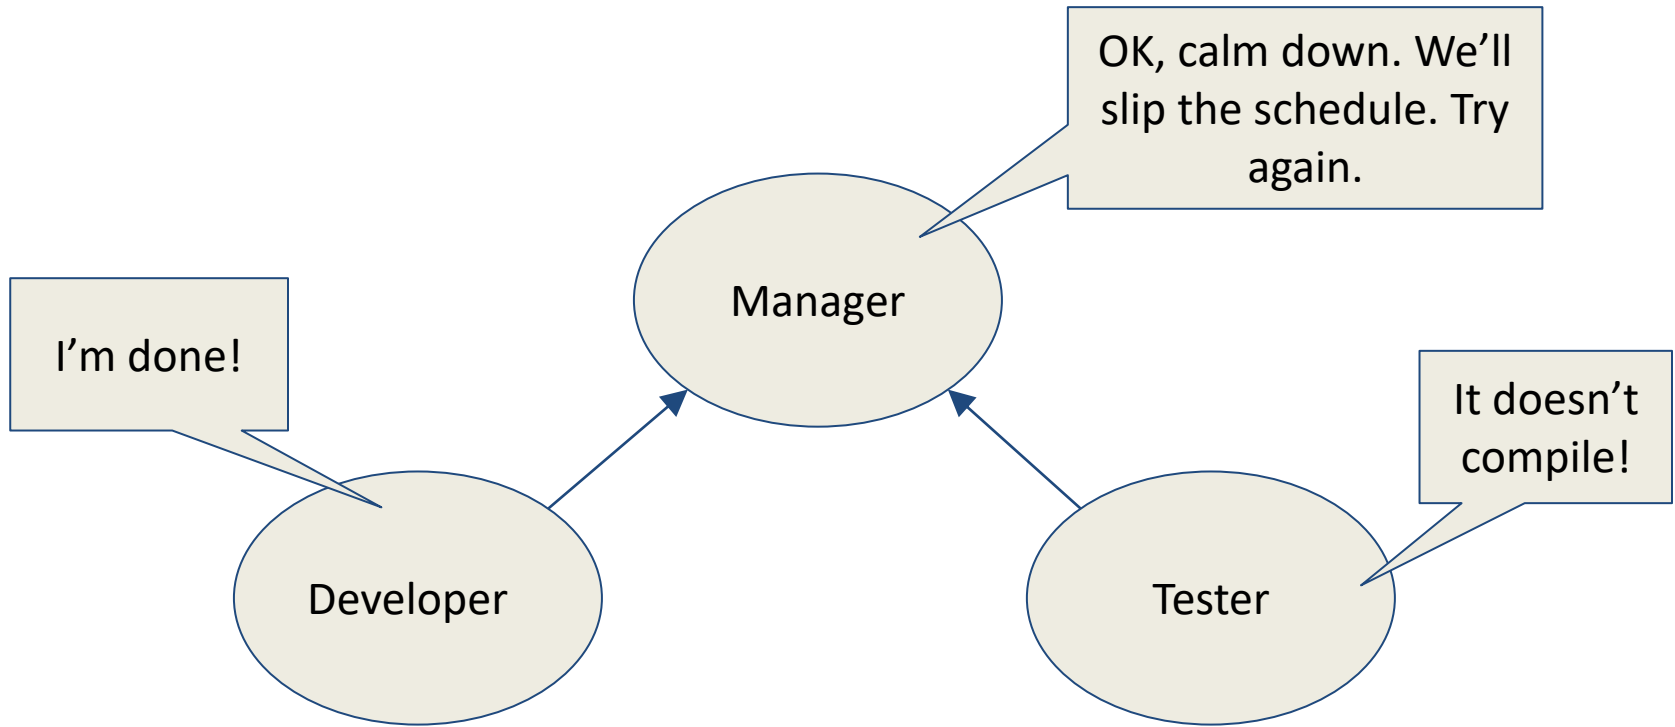 OK, calm down. We’ll
slip the schedule. Try
again.
Manager
I’m done!
It doesn’t
compile!
Developer
Tester